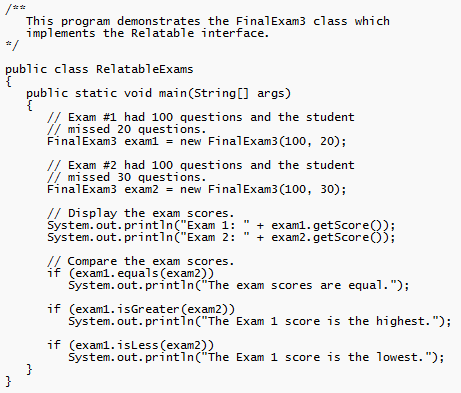 /**
   This program demonstrates the FinalExam3 class which
   implements the Relatable interface.
*/

public class RelatableExams
{
   public static void main(String[] args)
   {
      // Exam #1 had 100 questions and the student
      // missed 20 questions.
      FinalExam3 exam1 = new FinalExam3(100, 20);

      // Exam #2 had 100 questions and the student
      // missed 30 questions.
      FinalExam3 exam2 = new FinalExam3(100, 30);

      // Display the exam scores.
      System.out.println("Exam 1: " + exam1.getScore());
      System.out.println("Exam 2: " + exam2.getScore());

      // Compare the exam scores.
      if (exam1.equals(exam2))
         System.out.println("The exam scores are equal.");

      if (exam1.isGreater(exam2))
         System.out.println("The Exam 1 score is the highest.");

      if (exam1.isLess(exam2))
         System.out.println("The Exam 1 score is the lowest.");
   }
}